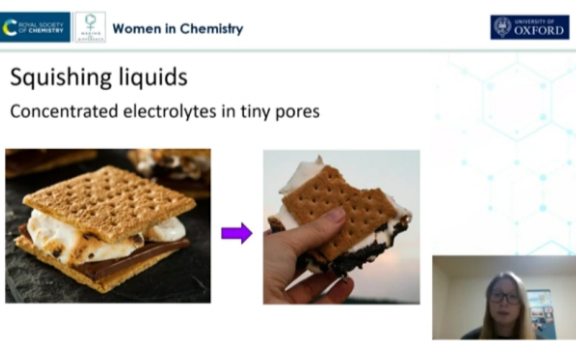 ROYAL SOCIETY
OF CHEMISTRY
Women in Chemistry
UNIVERSITY OF
OXFORD
Squishing liquids
Concentrated electrolytes in tiny pores